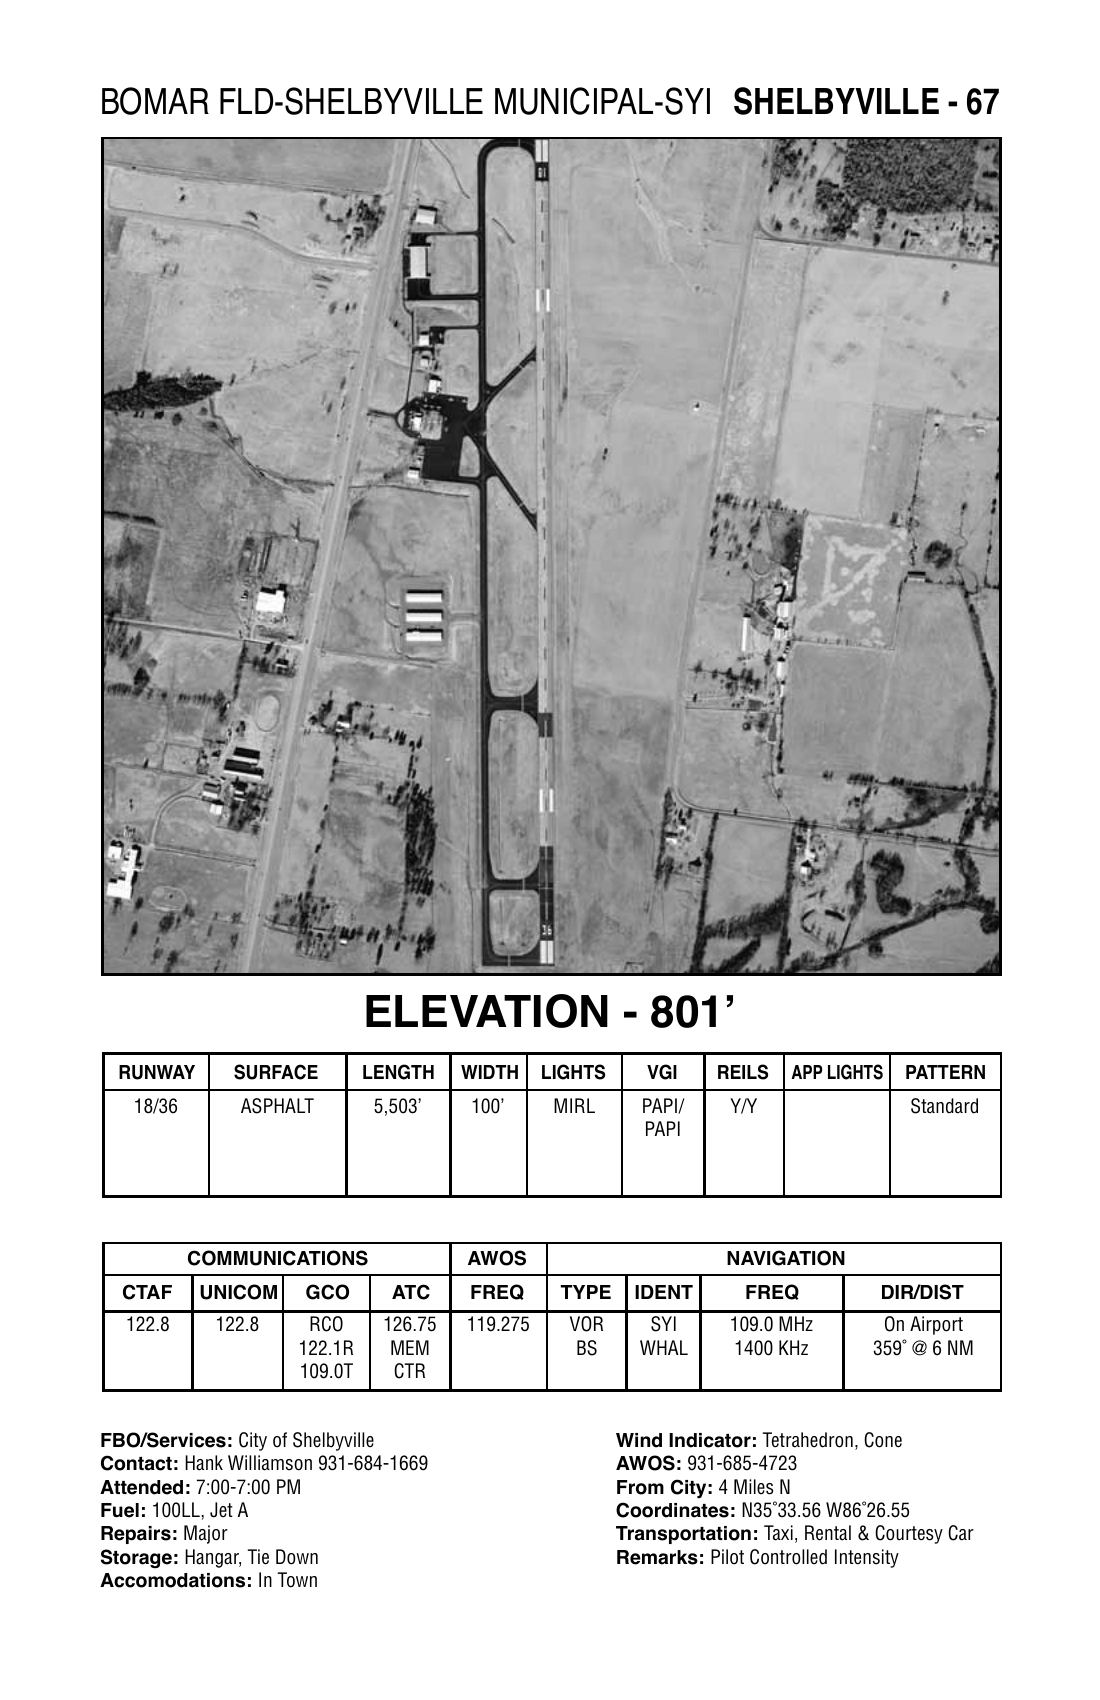 BOMAR FLD-SHELBYVILLE MUNICIPAL-SYI SHELBYVILLE - 67
18
36
ELEVATION - 801’
RUNWAY SURFACE LENGTH WIDTH LIGHTS VGI REILS APP LIGHTS PATTERN
18/36 ASPHALT 5,503’ 100’ MIRL PAPI/ Y/Y Standard
PAPI
COMMUNICATIONS AWOS NAVIGATION
CTAF UNICOM GCO ATC FREQ TYPE IDENT FREQ DIR/DIST
122.8 122.8 RCO 126.75 119.275 VOR SYI 109.0 MHz On Airport
122.1R MEM BS WHAL 1400 KHz 359˚ @ 6 NM
109.0T CTR
FBO/Services: City of Shelbyville
Contact: Hank Williamson 931-684-1669
Attended: 7:00-7:00 PM
Fuel: 100LL, Jet A
Repairs: Major
Storage: Hangar, Tie Down
Accomodations: In Town
Wind Indicator: Tetrahedron, Cone
AWOS: 931-685-4723
From City: 4 Miles N
Coordinates: N35˚33.56 W86˚26.55
Transportation: Taxi, Rental & Courtesy Car
Remarks: Pilot Controlled Intensity